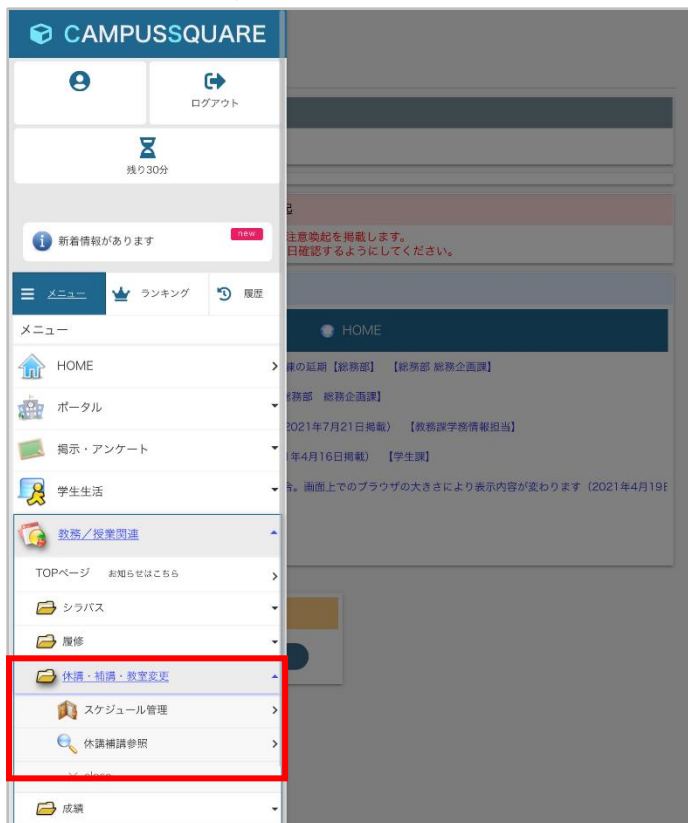 CAMPUSSQUARE
ログアウト
残り30分
新着情報があります new
注意喚起を掲載します。
日確認するようにしてください。
メニュー ランキング 履歴
メニュー
HOME
HOME
の延期【総務部】 【総務部 総務企画課】
ポータル
務部 総務企画課】
2021年7月21日掲載） 【教務課学務情報担当】
掲示・アンケート
年4月16日掲載） 【学生課】
学生生活
。画面上でのブラウザの大きさにより表示内容が変わります（2021年4月19
教務／授業関連
TOPページ お知らせはこちら
シラバス
履修
休講・補講・教室変更
スケジュール管理
休講補講参照
close
成績